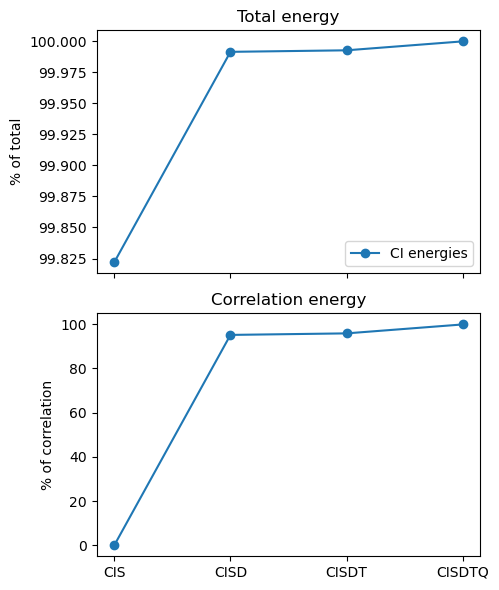 Total energy
% of total
100.000
99.975
99.950
99.925
99.900
99.875
99.850
99.825
CI energies
Correlation energy
% of correlation
100
80
60
40
20
0
CIS CISD CISDT CISDTQ